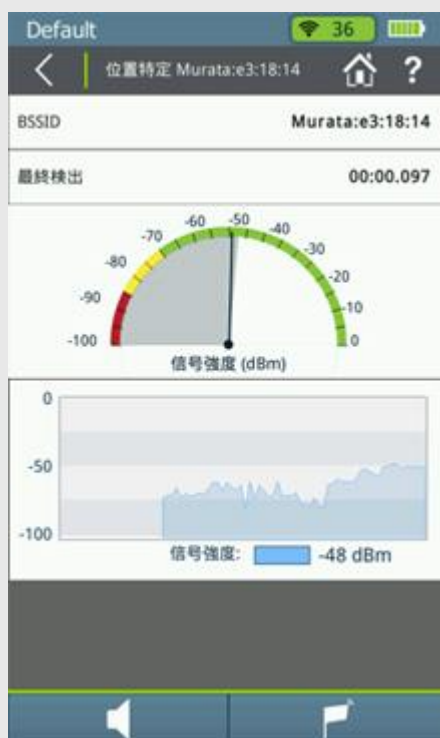 Default 36
位置特定 Murata:e3:18:14 ?
BSSID Murata:e3:18:14
最終検出 00:00.097
-100 -90 -80 -70 -60 -50 -40 -30 -20 -10 0
信号強度 (dBm)
0
-50
-100
信号強度: -48 dBm